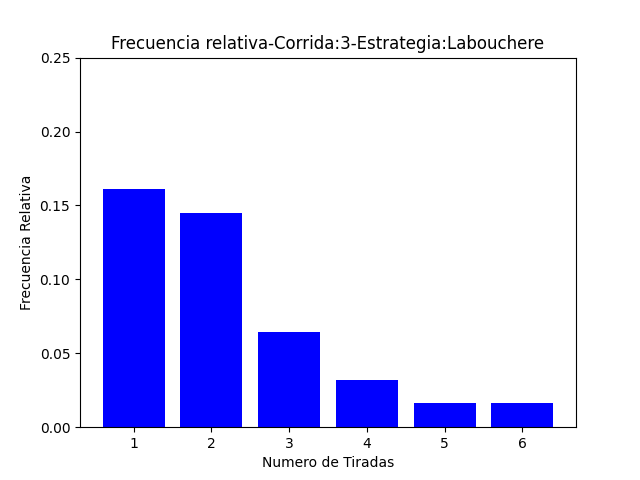 Frecuencia relativa-Corrida:3-Estrategia:Labouchere
0.25
0.20
0.15
0.10
0.05
0.00
Frecuencia Relativa
1 2 3 4 5 6
Numero de Tiradas